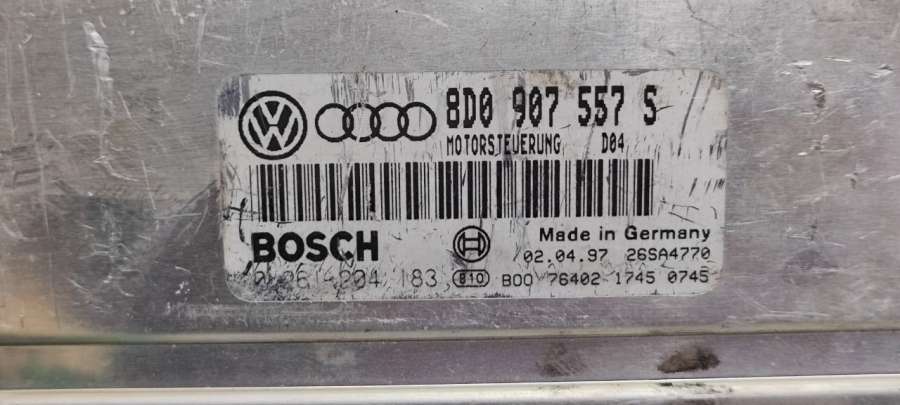 8D0 907 557 S
MOTORSTEUERUNG D04
BOSCH
Made in Germany
02.04.97 26SA4770
0 261 204 183 810 B00 76402 1745 0745